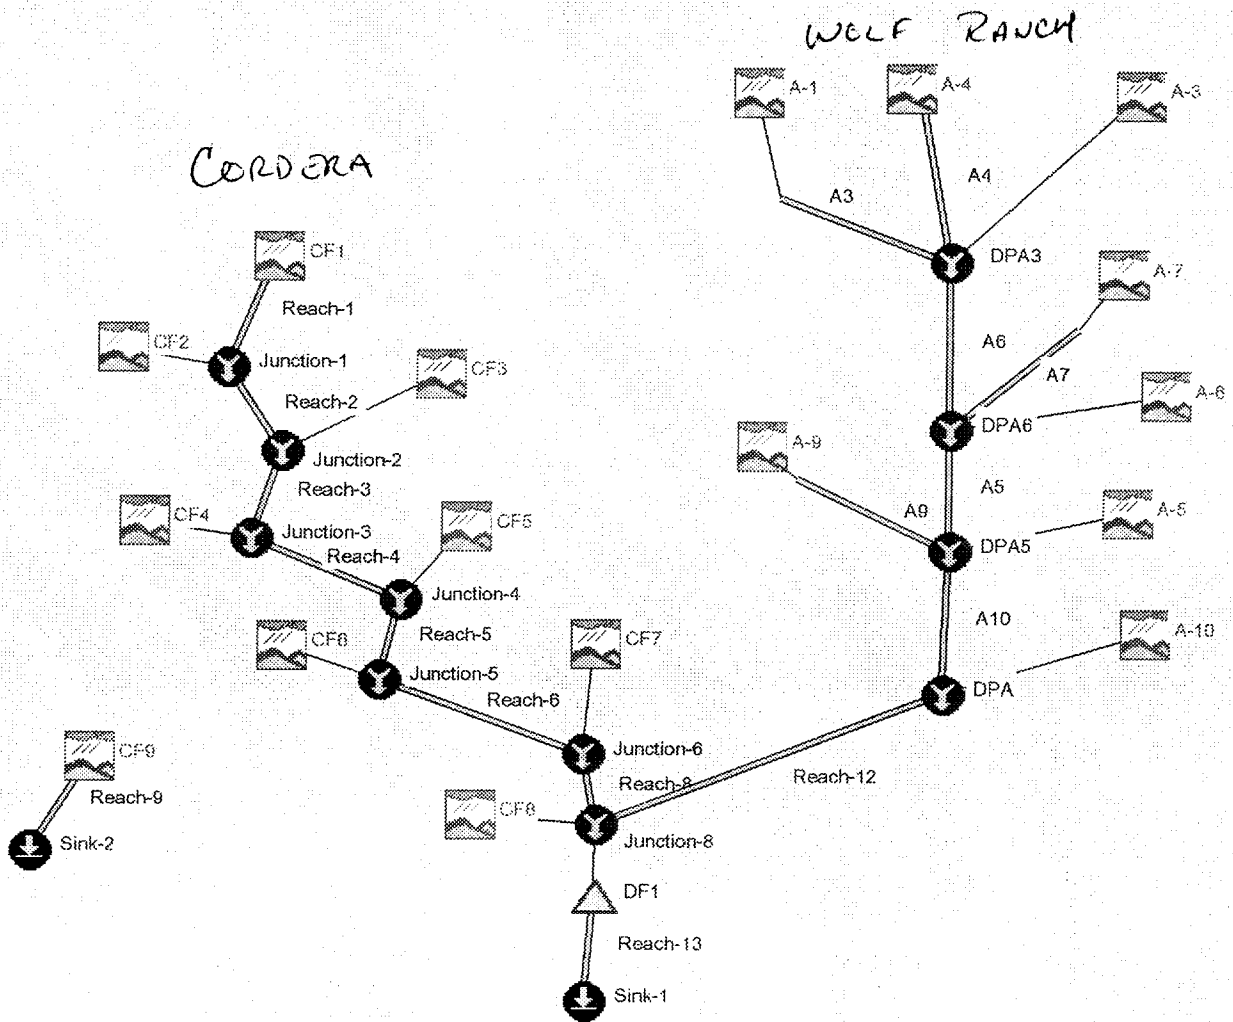 WOLF RANCH
A-1
A-4
A-3
CORDERA
A3
A4
CF1
DPA3
A-7
Reach-1
CF2
Junction-1
A6
CF3
A7
Reach-2
A-6
DPA6
A-9
Junction-2
Reach-3
A5
CF4
CF5
A9
A-5
Junction-3
Reach-4
DPA5
Junction-4
A10
Reach-5
CF6
CF7
A-10
Junction-5
DPA
Reach-6
CF9
Junction-6
Reach-8
Reach-12
Reach-9
CF8
Sink-2
Junction-8
DF1
Reach-13
Sink-1